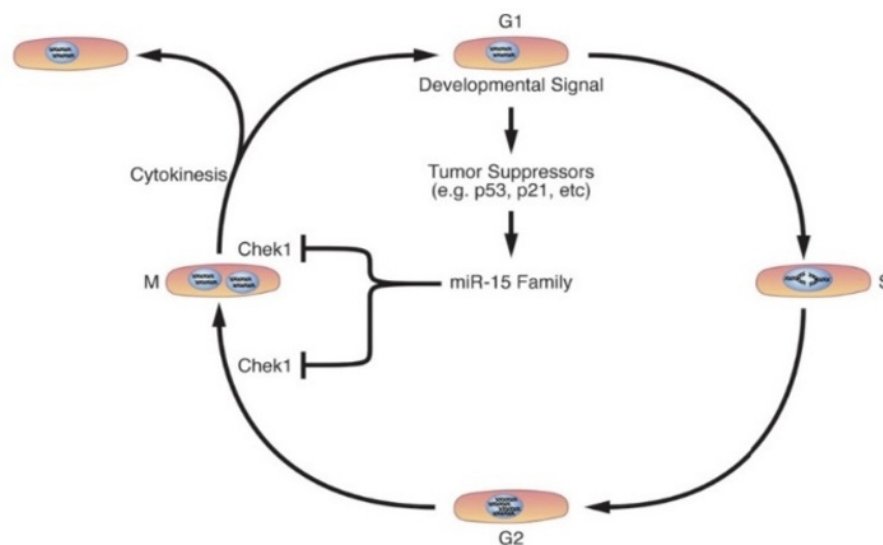 G1
Developmental Signal
Tumor Suppressors
(e.g. p53, p21, etc)
Cytokinesis
Chek1
M
miR-15 Family
S
Chek1
G2